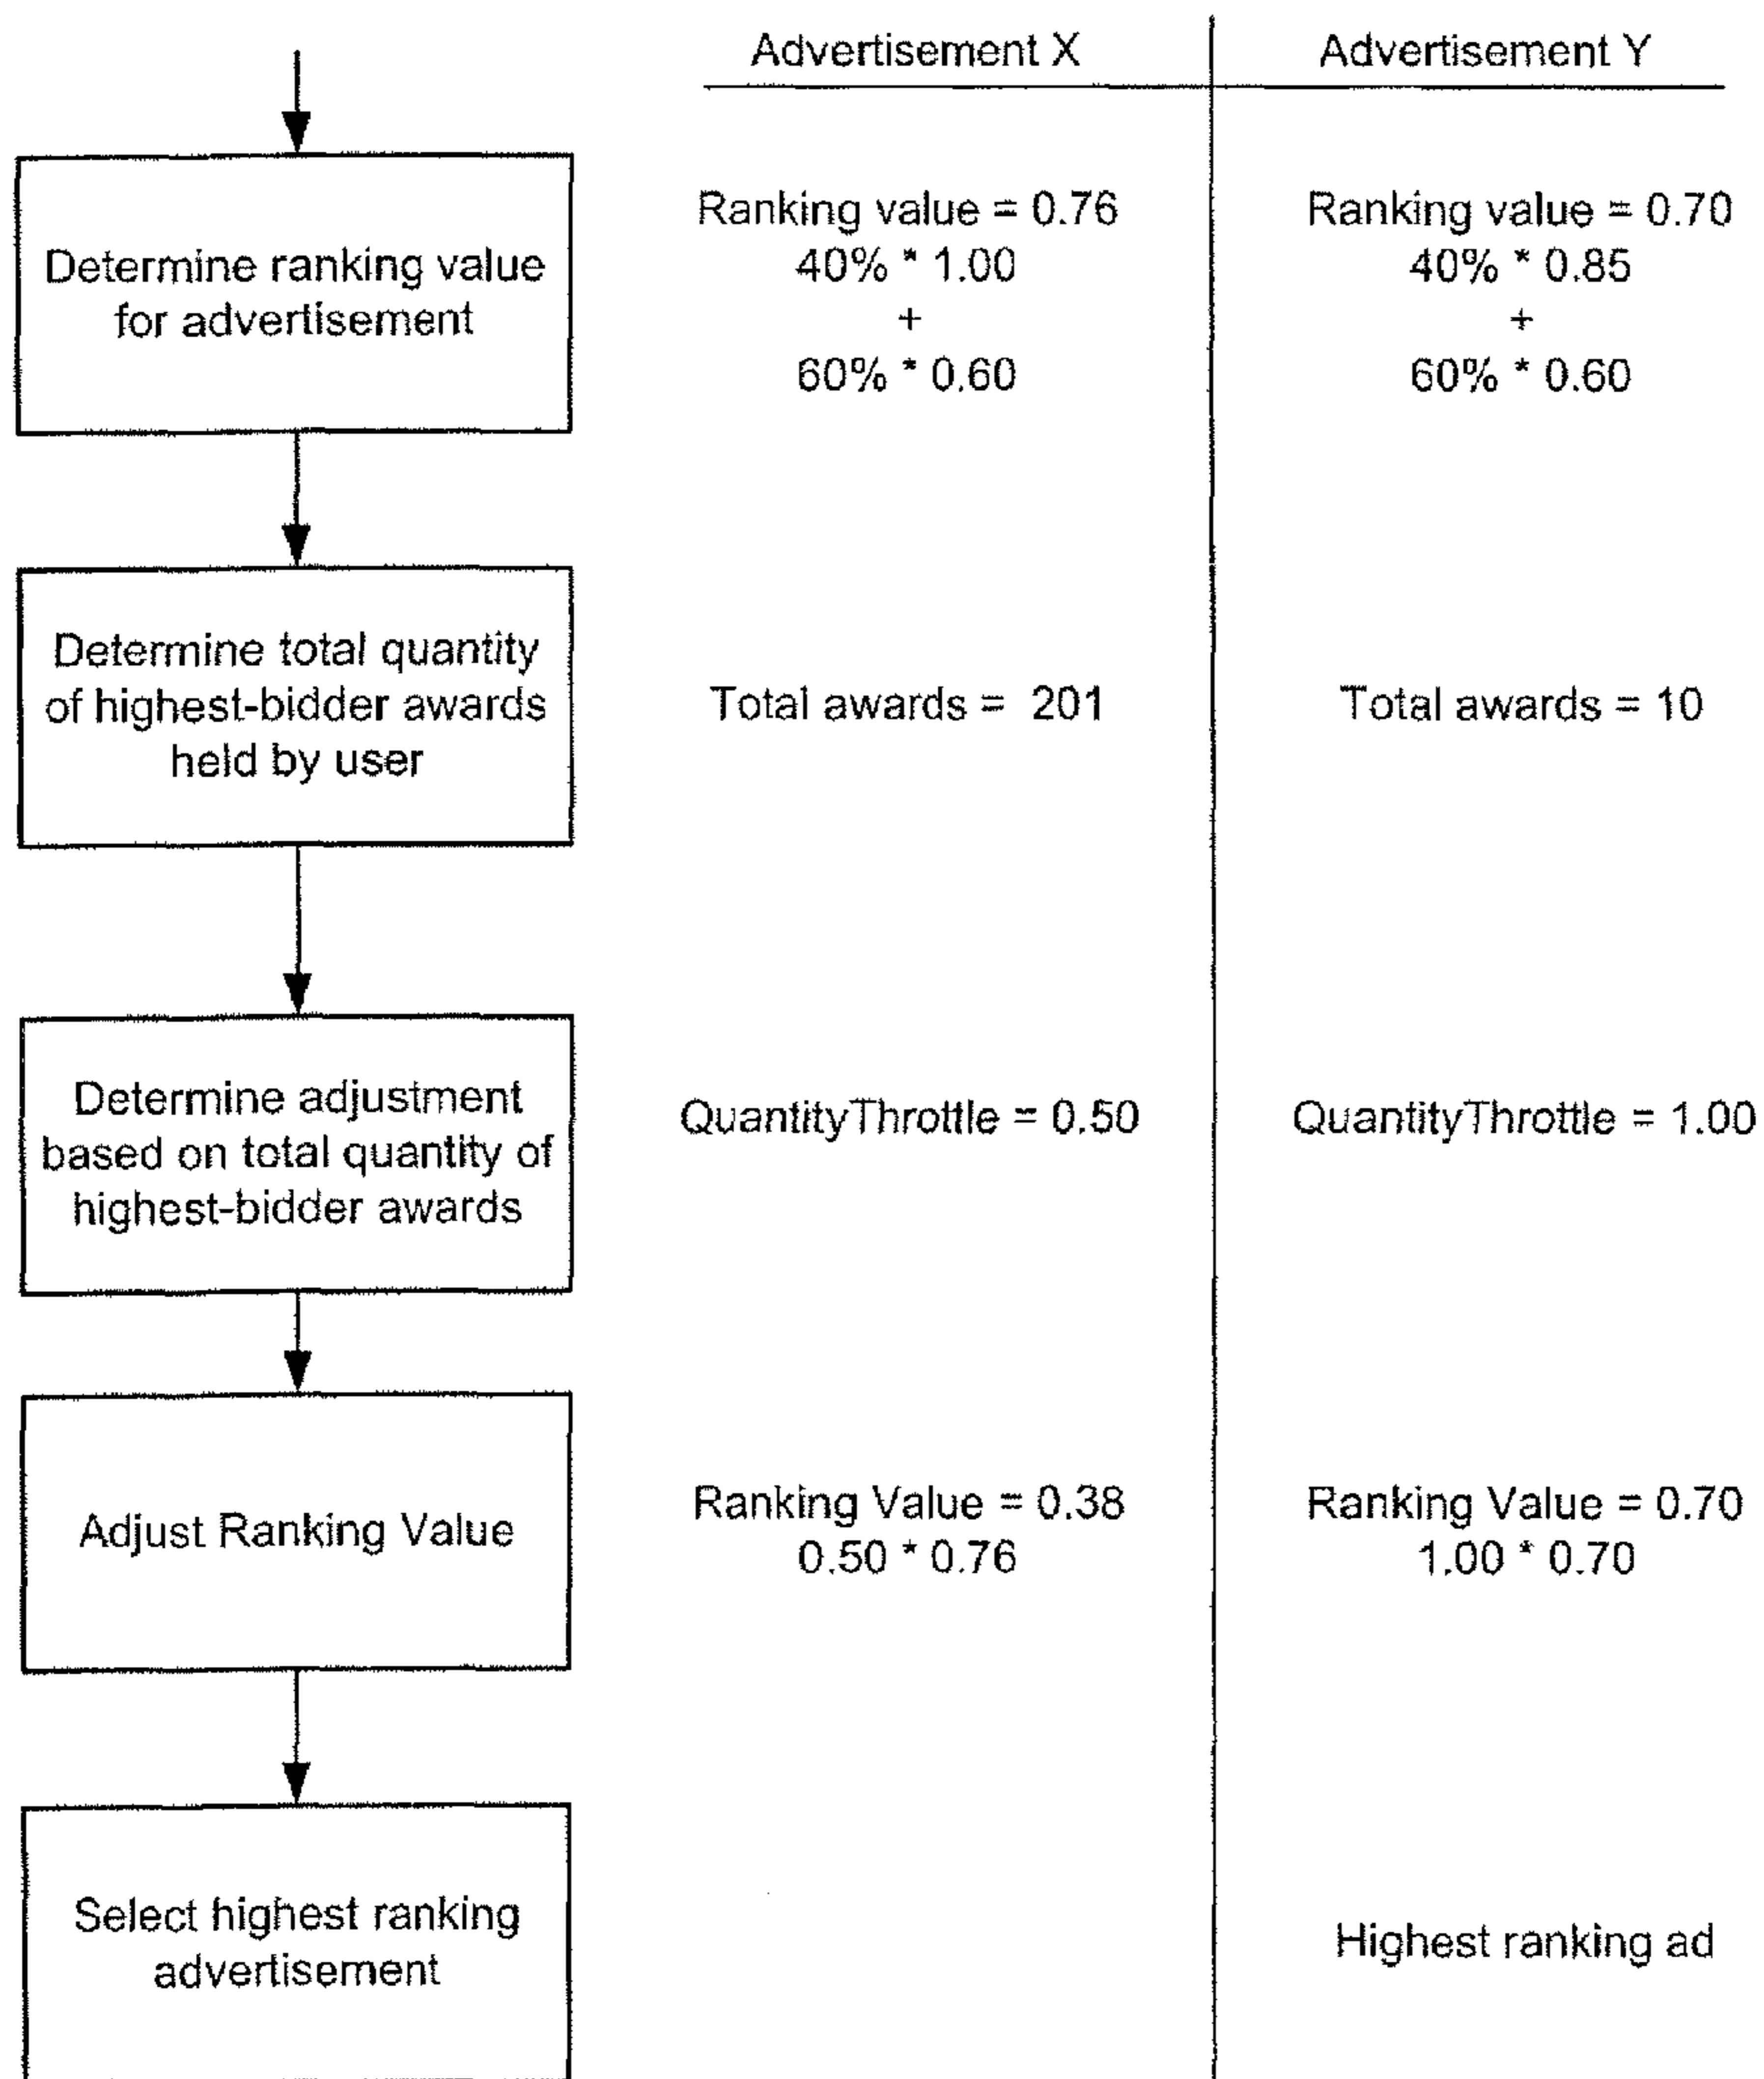 Advertisement X
Advertisement Y
Determine ranking value
for advertisement
Ranking value = 0.76
40% * 1.00
+
60% * 0.60
Ranking value = 0.70
40% * 0.85
+
60% * 0.60
Determine total quantity
of highest-bidder awards
held by user
Total awards = 201
Total awards = 10
Determine adjustment
based on total quantity of
highest-bidder awards
QuantityThrottle = 0.50
QuantityThrottle = 1.00
Adjust Ranking Value
Ranking Value = 0.38
0.50 * 0.76
Ranking Value = 0.70
1.00 * 0.70
Select highest ranking
advertisement
Highest ranking ad